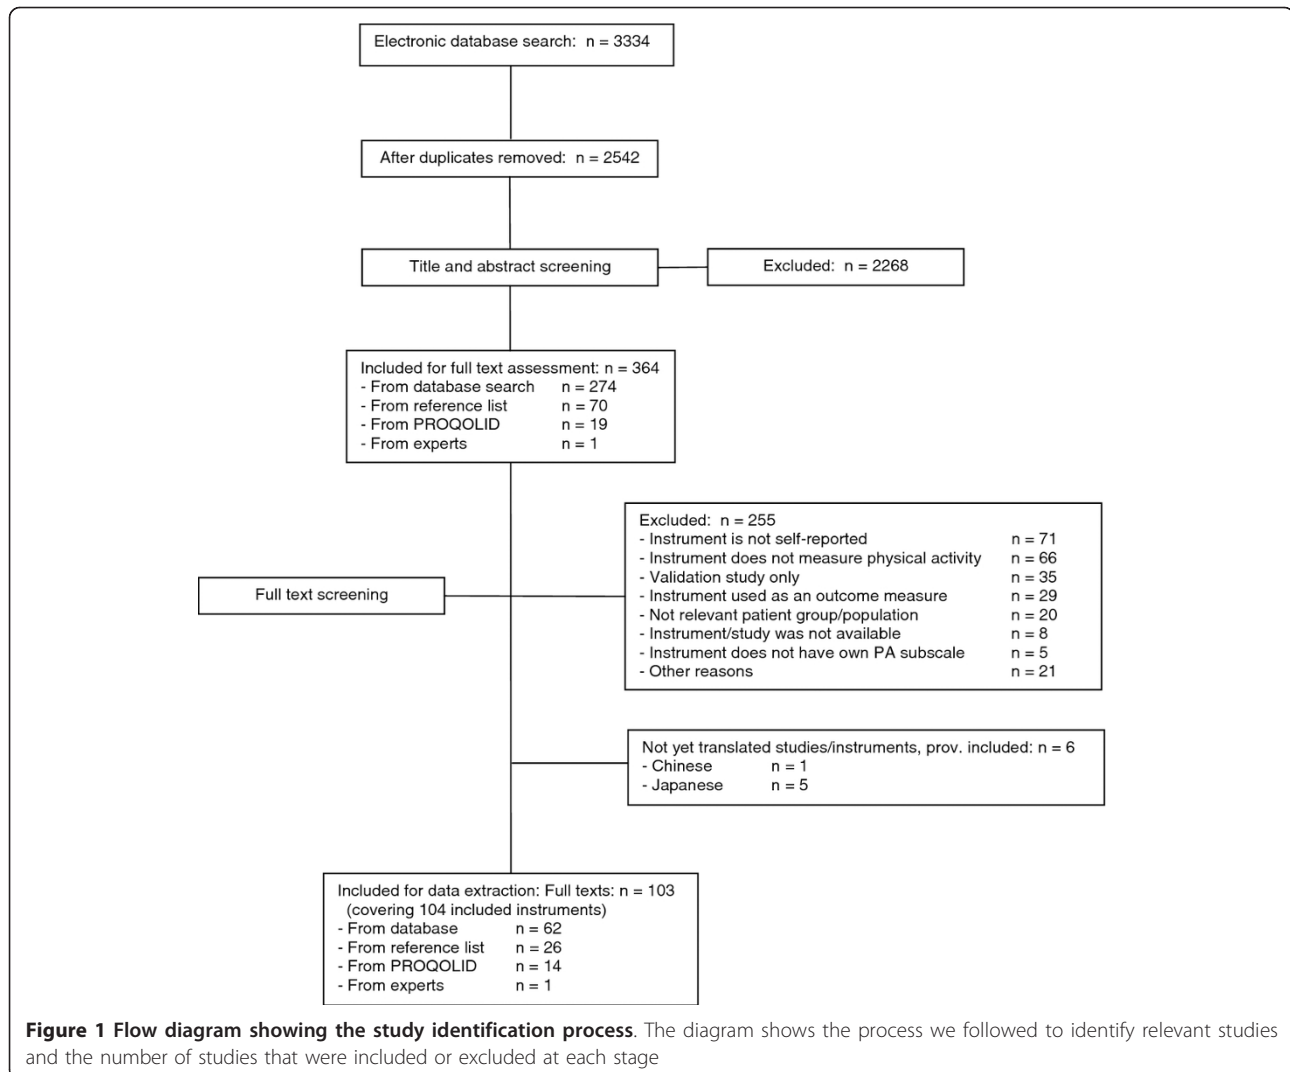 Electronic database search: n = 3334
After duplicates removed: n = 2542
Title and abstract screening
Excluded: n = 2268
Included for full text assessment: n = 364
- From database search n = 274
- From reference list n = 70
- From PROQOLID n = 19
- From experts n = 1
Excluded: n = 255
- Instrument is not self-reported n = 71
- Instrument does not measure physical activity n = 66
- Validation study only n = 35
- Instrument used as an outcome measure n = 29
- Not relevant patient group/population n = 20
- Instrument/study was not available n = 8
- Instrument does not have own PA subscale n = 5
- Other reasons n = 21
Full text screening
Not yet translated studies/instruments, prov. included: n = 6
- Chinese n = 1
- Japanese n = 5
Included for data extraction: Full texts: n = 103
(covering 104 included instruments)
- From database n = 62
- From reference list n = 26
- From PROQOLID n = 14
- From experts n = 1
Figure 1 Flow diagram showing the study identification process. The diagram shows the process we followed to identify relevant studies
and the number of studies that were included or excluded at each stage